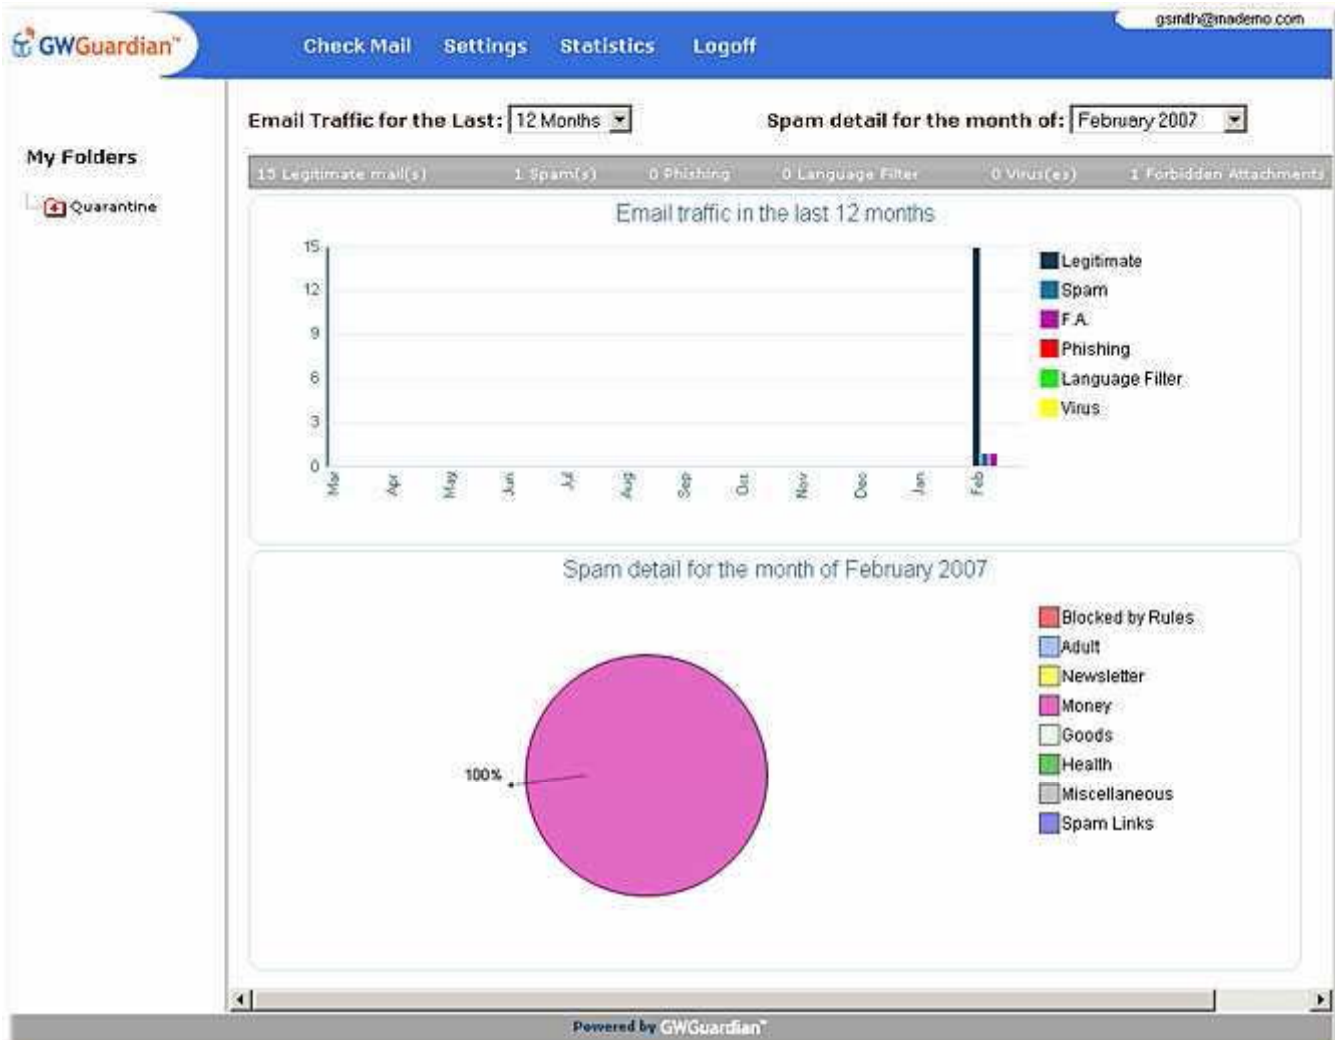 gsmith@mademo.com
GWGuardian™
Check Mail Settings Statistics Logoff
Email Traffic for the Last: 12 Months
Spam detail for the month of: February 2007
My Folders
Quarantine
15 Legitimate mail(s) 1 Spam(s) 0 Phishing 0 Language Filter 0 Virus(es) 1 Forbidden Attachments
Email traffic in the last 12 months
15
12
9
6
3
0
Mar Apr May Jun Jul Aug Sep Oct Nov Dec Jan Feb
Legitimate
Spam
F.A.
Phishing
Language Filter
Virus
Spam detail for the month of February 2007
100%
Blocked by Rules
Adult
Newsletter
Money
Goods
Health
Miscellaneous
Spam Links
Powered by GWGuardian™